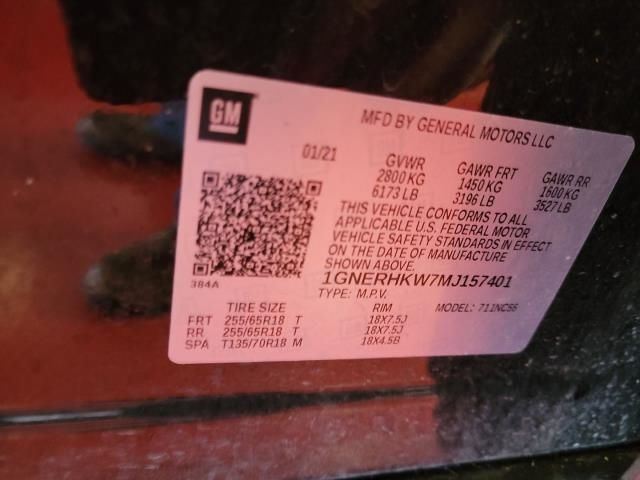 GM
MFD BY GENERAL MOTORS LLC
01/21
GVWR GAWR FRT GAWR RR
2800 KG 1450 KG 1600 KG
6173 LB 3196 LB 3527 LB
THIS VEHICLE CONFORMS TO ALL
APPLICABLE U.S. FEDERAL MOTOR
VEHICLE SAFETY STANDARDS IN EFFECT
ON THE DATE OF MANUFACTURE
SHOWN ABOVE.
384A
1GNERHKW7MJ157401
TYPE: M.P.V. MODEL:
TIRE SIZE RIM
FRT 255/65R18 T 18X7.5J
RR 255/65R18 T 18X7.5J
SPA T135/70R18 M 18X4.5B